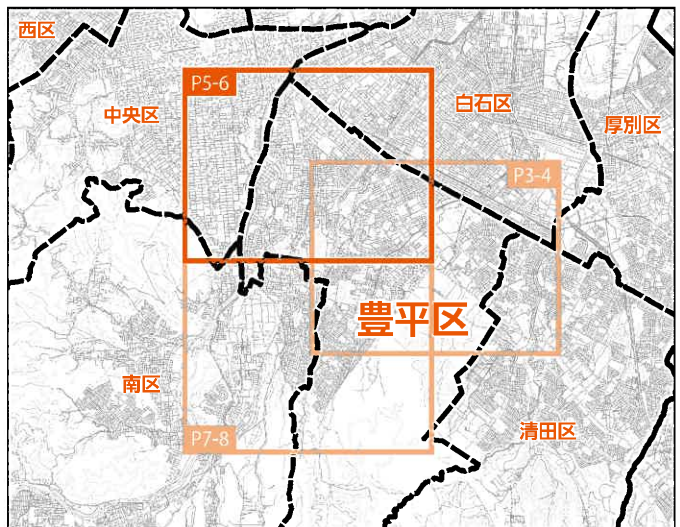 西区
P5-6
中央区
白石区
厚別区
P3-4
豊平区
南区
清田区
P7-8